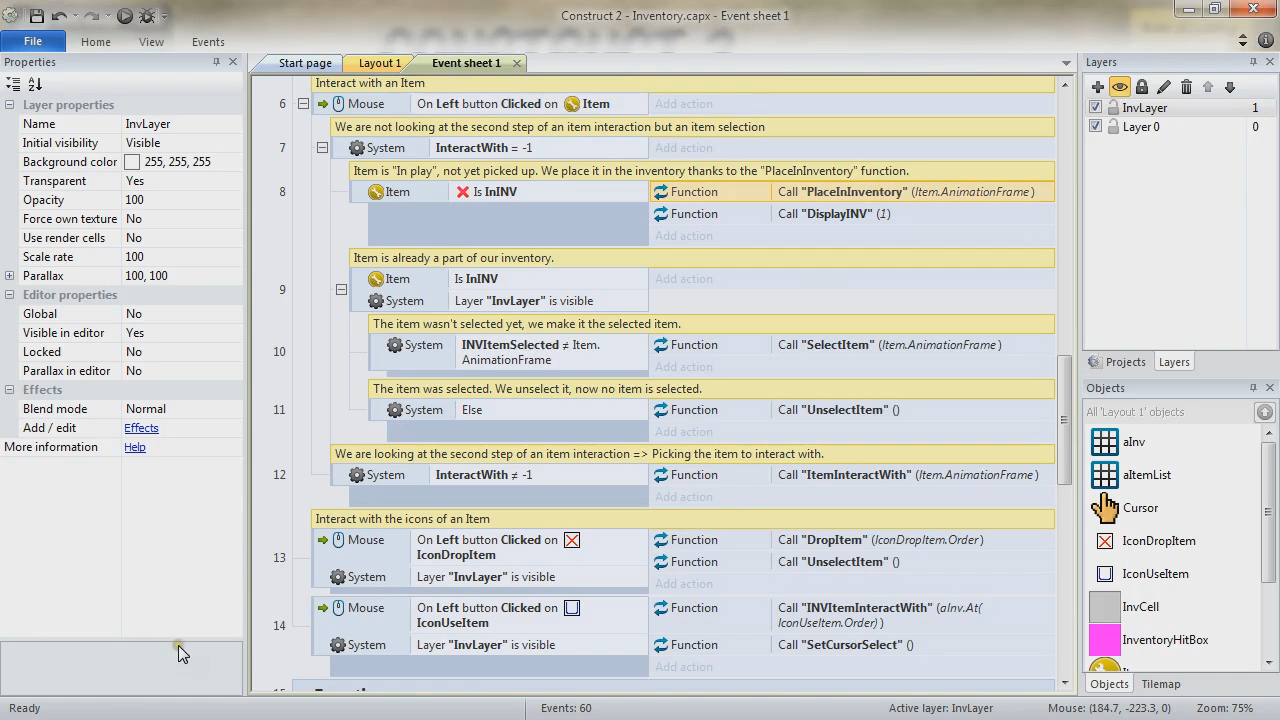 Construct 2 - Inventory.capx - Event sheet 1
File
Home
View
Events
Properties
Layer properties
Name InvLayer
Initial visibility Visible
Background color 255, 255, 255
Transparent Yes
Opacity 100
Force own texture No
Use render cells No
Scale rate 100
Parallax 100, 100
Editor properties
Global No
Visible in editor Yes
Locked No
Parallax in editor No
Effects
Blend mode Normal
Add / edit Effects
More information Help
Start page
Layout 1
Event sheet 1
Interact with an Item
6 Mouse On Left button Clicked on Item Add action
We are not looking at the second step of an item interaction but an item selection
7 System InteractWith = -1 Add action
Item is "In play", not yet picked up. We place it in the inventory thanks to the "PlaceInInventory" function.
8 Item Is InINV Function Call "PlaceInInventory" (Item.AnimationFrame )
Function Call "DisplayINV" (1)
Add action
Item is already a part of our inventory.
9 Item Is InINV Add action
System Layer "InvLayer" is visible
The item wasn't selected yet, we make it the selected item.
10 System INVItemSelected ≠ Item.
AnimationFrame
Function Call "SelectItem" (Item.AnimationFrame )
Add action
The item was selected. We unselect it, now no item is selected.
11 System Else Function Call "UnselectItem" ()
Add action
We are looking at the second step of an item interaction => Picking the item to interact with.
12 System InteractWith ≠ -1 Function Call "ItemInteractWith" (Item.AnimationFrame )
Add action
Interact with the icons of an Item
13 Mouse On Left button Clicked on
IconDropItem
Function Call "DropItem" (IconDropItem.Order )
Function Call "UnselectItem" ()
System Layer "InvLayer" is visible
Add action
14 Mouse On Left button Clicked on
IconUseItem
Function Call "INVItemInteractWith" (aInv.At(
IconUseItem.Order) )
System Layer "InvLayer" is visible
Function Call "SetCursorSelect" ()
Add action
Layers
InvLayer 1
Layer 0 0
Projects
Layers
Objects
All 'Layout 1' objects
aInv
aItemList
Cursor
IconDropItem
IconUseItem
InvCell
InventoryHitBox
Objects
Tilemap
Ready
Events: 60
Active layer: InvLayer
Mouse: (184.7, -223.3, 0)
Zoom: 75%